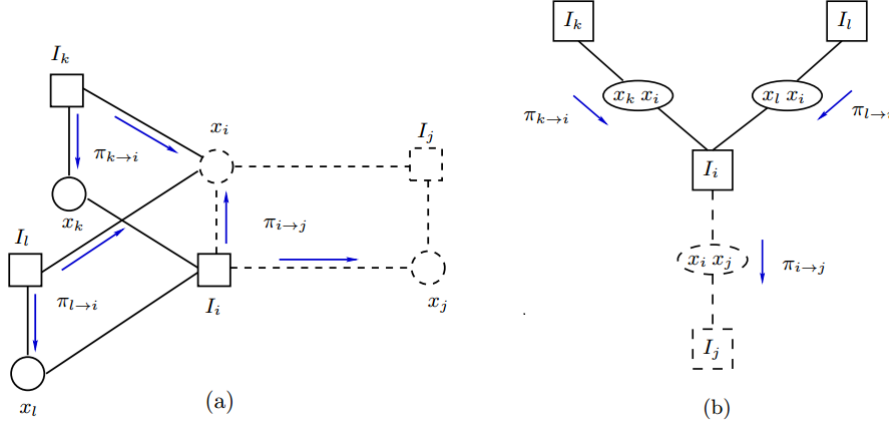 I_k
x_i
I_j
π_{k→i}
x_k
I_l
π_{i→j}
π_{l→i}
I_i
x_j
x_l
(a)
I_k
I_l
x_k x_i
x_l x_i
π_{k→i}
π_{l→i}
I_i
x_i x_j
π_{i→j}
I_j
(b)